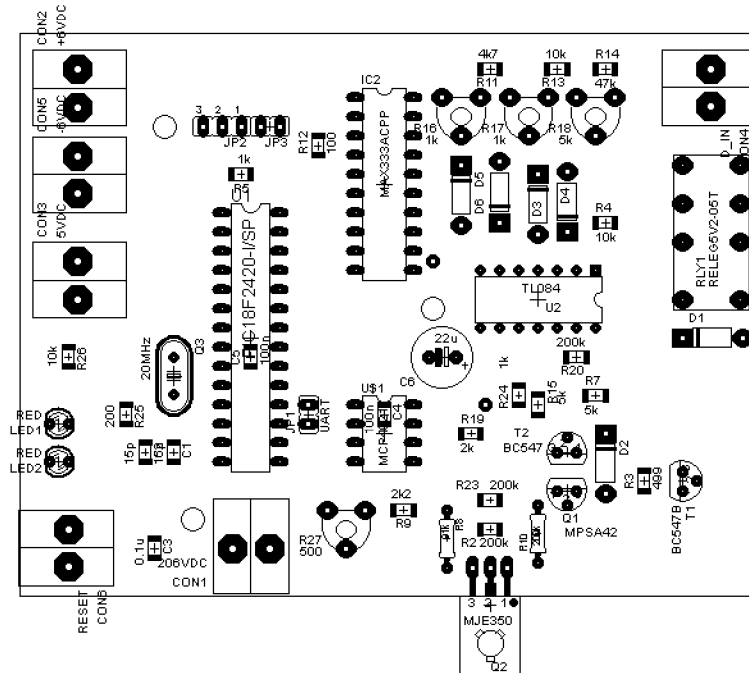 CON2
+6VDC
CON5
-6VDC
CON3
5VDC
3 2 1
JP2 JP3
1k
R5
U1
C18F2420-I/SP
R12
100
IC2
MAX333ACPP
4k7
R11
10k
R13
R14
47k
R16
1k
R17
1k
R18
5k
D5
D6
D3
D4
R4
10k
D_IN
CON4
RLY1
RELEG5V2-05T
D1
TL084
U2
10k
R26
20MHz
Q3
C5
100n
22u
+
C6
1k
200k
R20
R24
R15
5k
R7
5k
RED
LED1
RED
LED2
200
R25
15p
C1
JP1
UART
U$1
100n
C4
R19
2k
T2
BC547
D2
R3
499
BC547B
T1
Q1
MPSA42
R23 200k
R2 200k
R8
R10
2k2
R9
R27
500
0.1u
C3
206VDC
CON1
RESET
CON6
3 2 1
MJE350
Q2